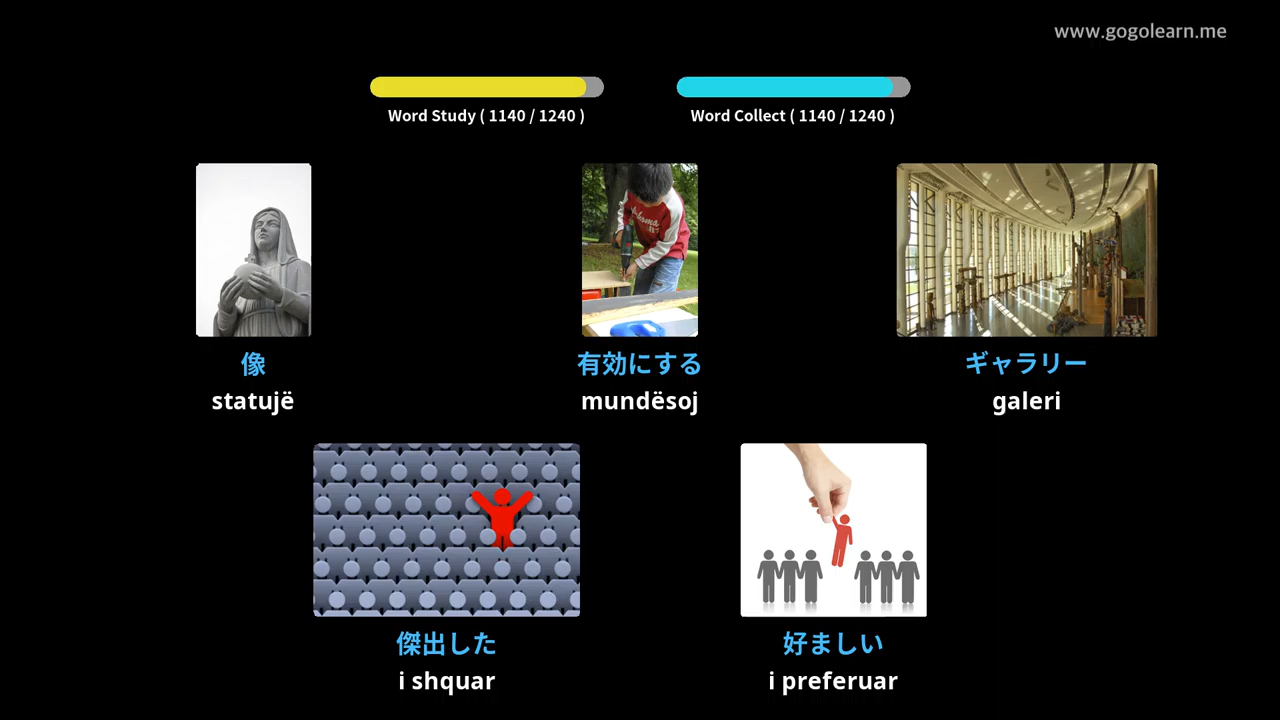 www.gogolearn.me
Word Study ( 1140 / 1240 )
Word Collect ( 1140 / 1240 )
像
statujë
有効にする
mundësoj
ギャラリー
galeri
傑出した
i shquar
好ましい
i preferuar